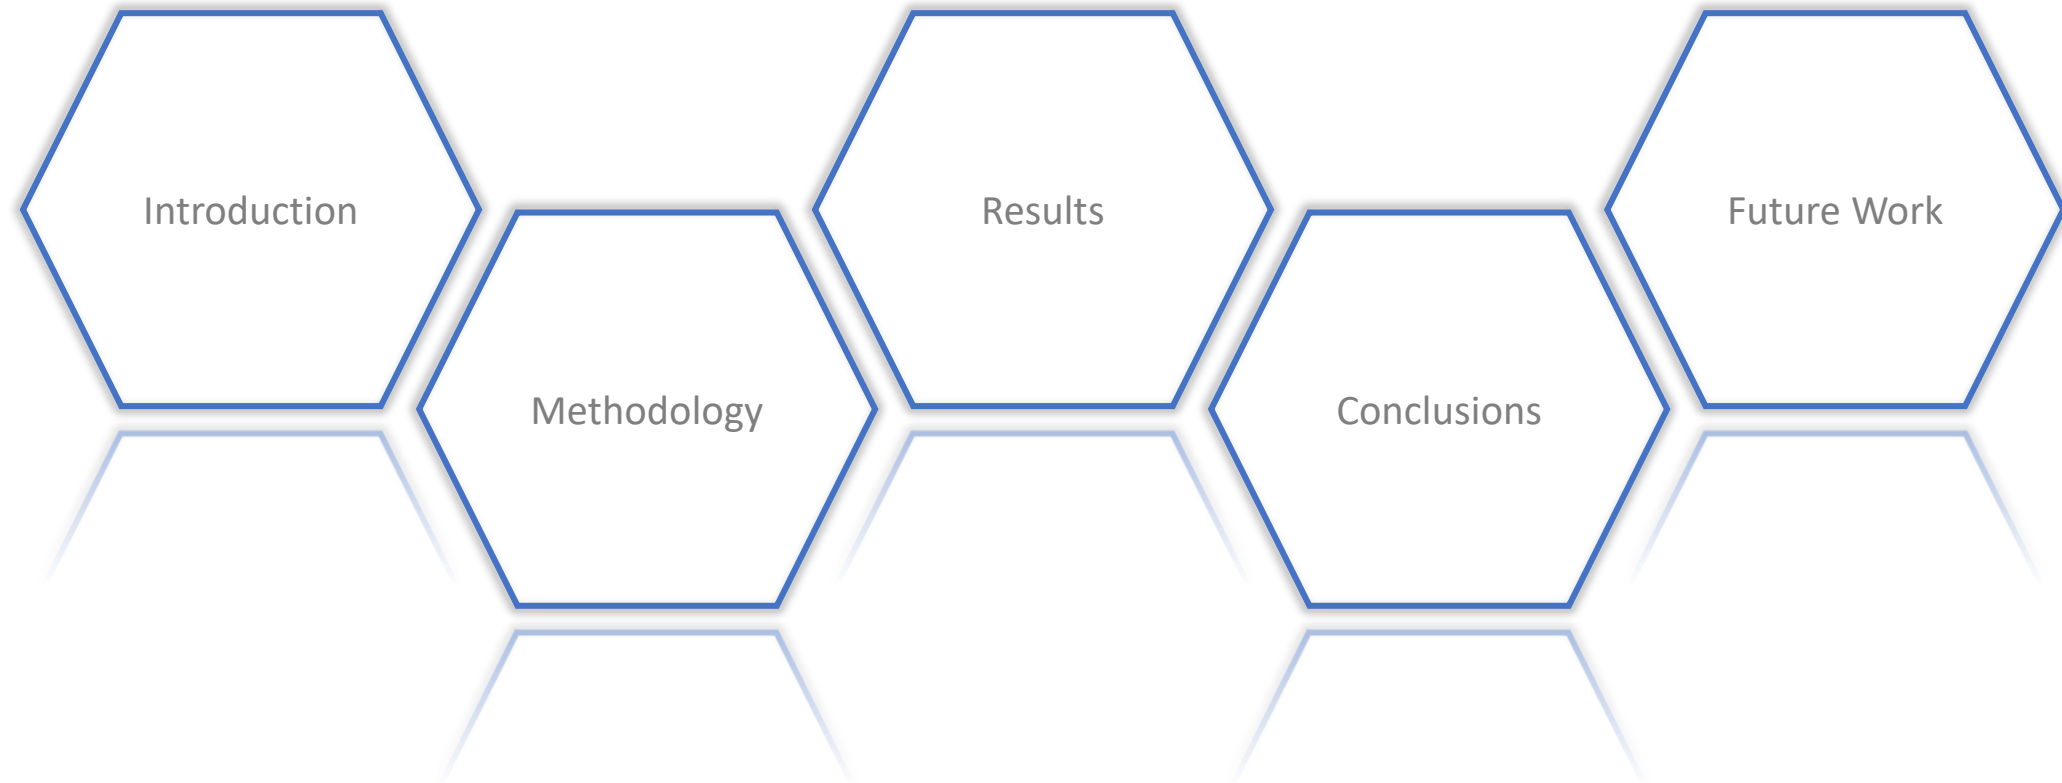 Introduction
Methodology
Results
Conclusions
Future Work